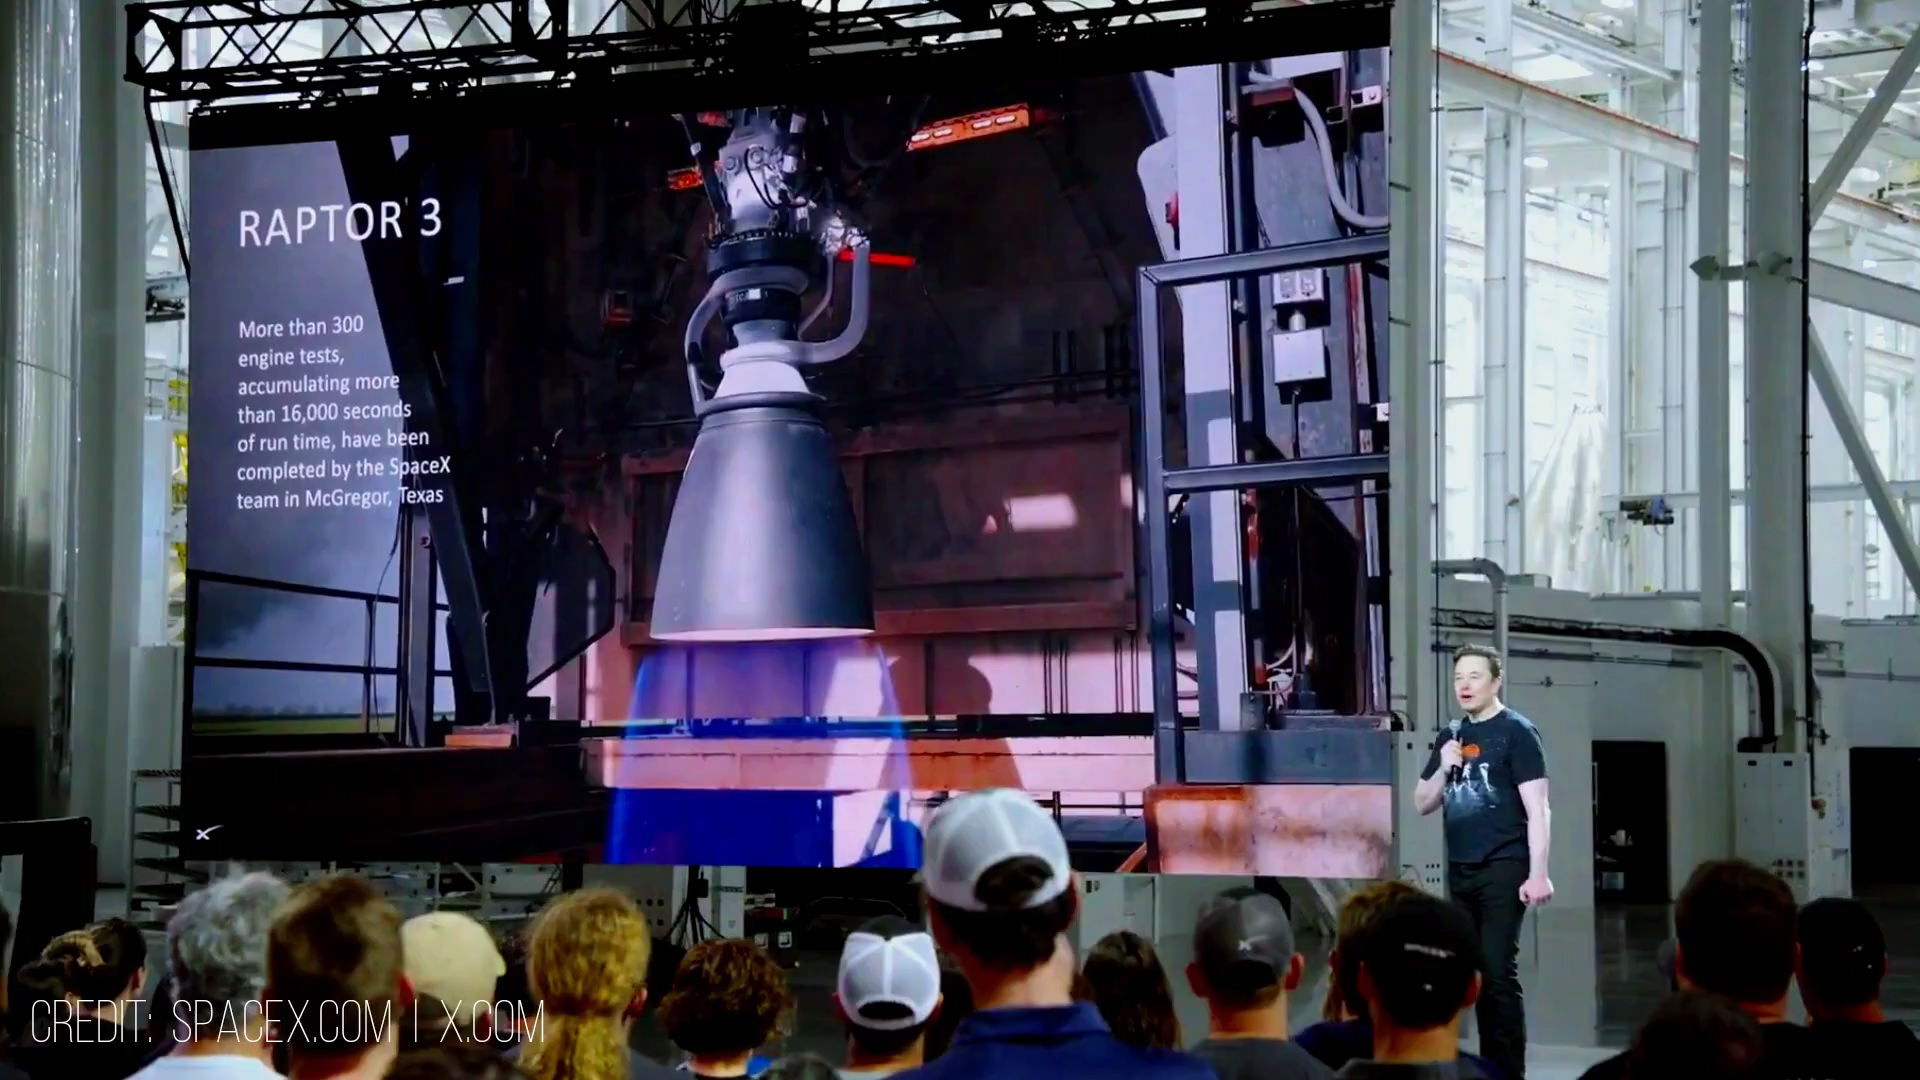 RAPTOR 3
More than 300
engine tests,
accumulating more
than 16,000 seconds
of run time, have been
completed by the SpaceX
team in McGregor, Texas
CREDIT: SPACEX.COM | X.COM